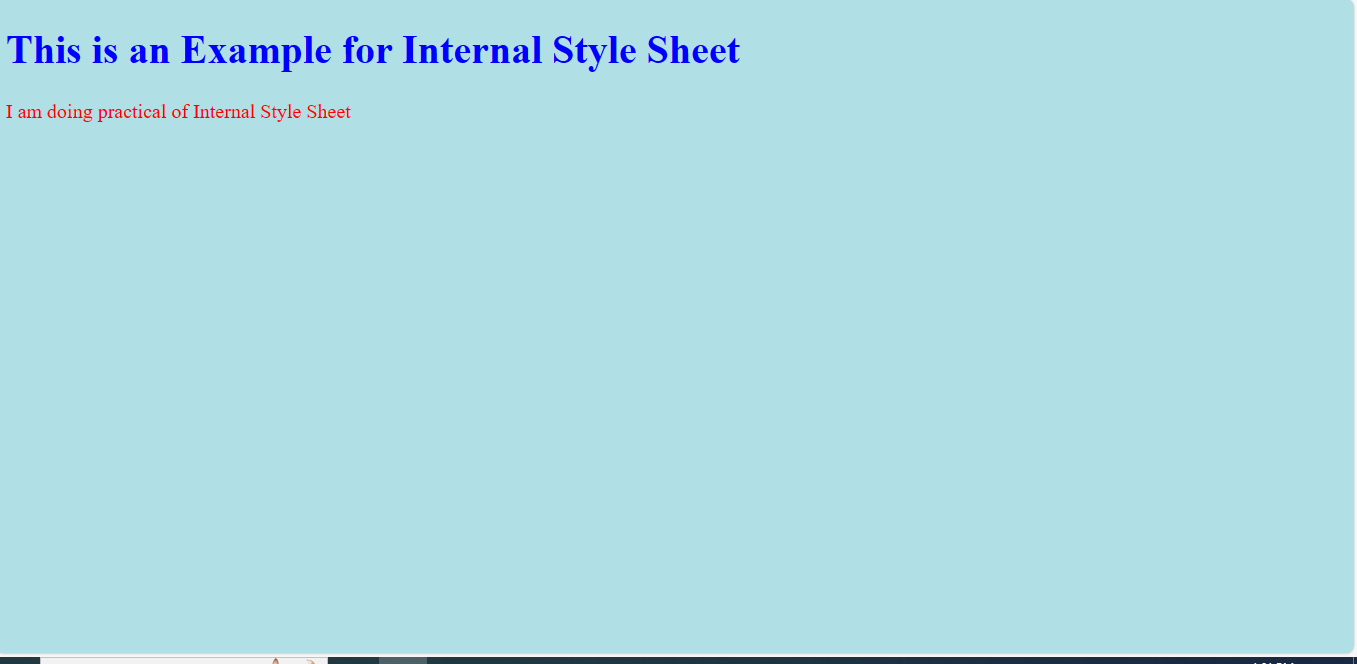 This is an Example for Internal Style Sheet
I am doing practical of Internal Style Sheet